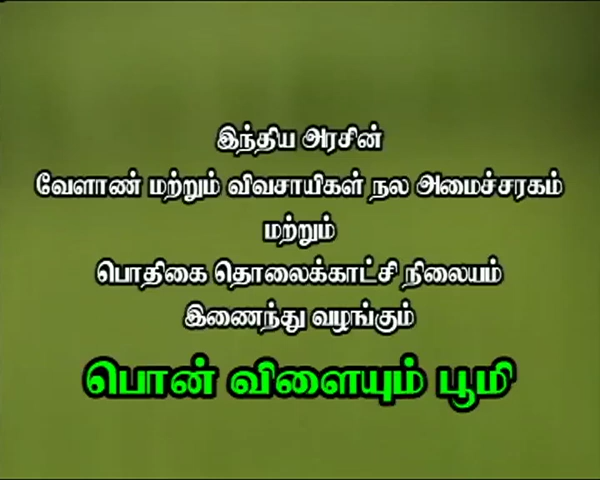 இந்திய அரசின்
வேளாண் மற்றும் விவசாயிகள் நல அமைச்சரகம்
மற்றும்
பொதிகை தொலைக்காட்சி நிலையம்
இணைந்து வழங்கும்
பொன் விளையும் பூமி